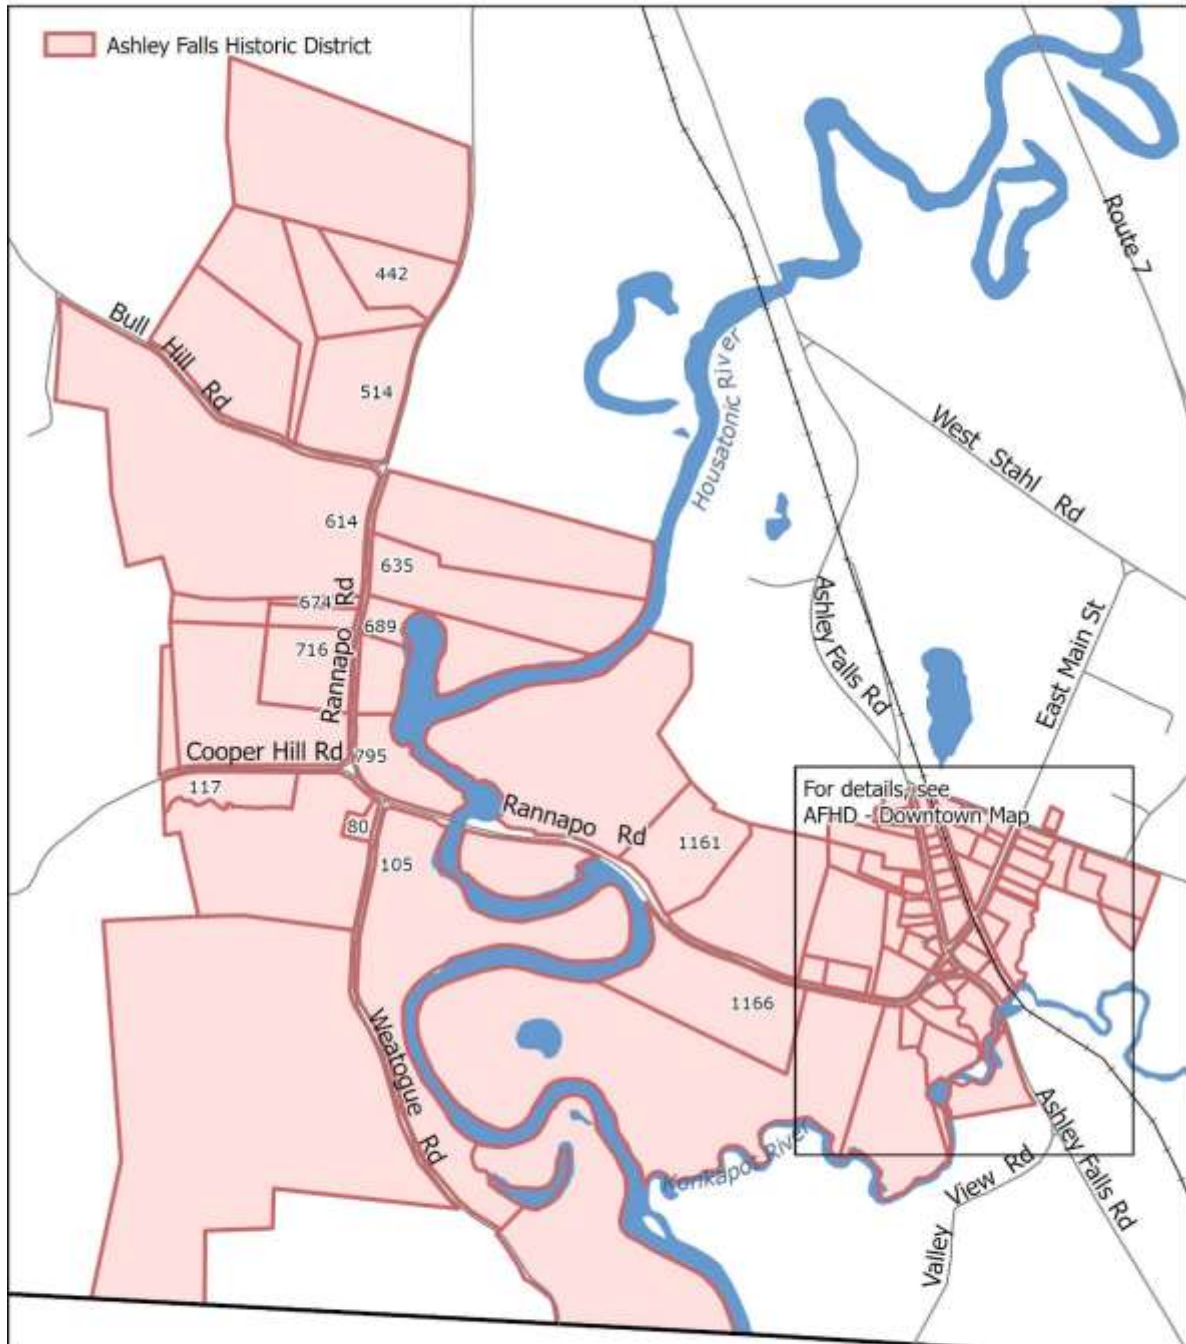 Ashley Falls Historic District
Route 7
442
Bull Hill Rd
514
Housatonic River
West Stahl Rd
614
635
Ashley Falls Rd
674
Rannapo Rd
689
716
East Main St
Cooper Hill Rd
795
117
For details, see
AFHD - Downtown Map
Rannapo Rd
80
1161
105
1166
Weatogue Rd
Konkapot River
Ashley Falls Rd
Valley View Rd